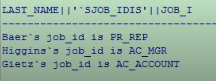 LAST_NAME||'`SJOB_IDIS'||JOB_I
------------------------------
Baer`s job_id is PR_REP
Higgins`s job_id is AC_MGR
Gietz`s job_id is AC_ACCOUNT